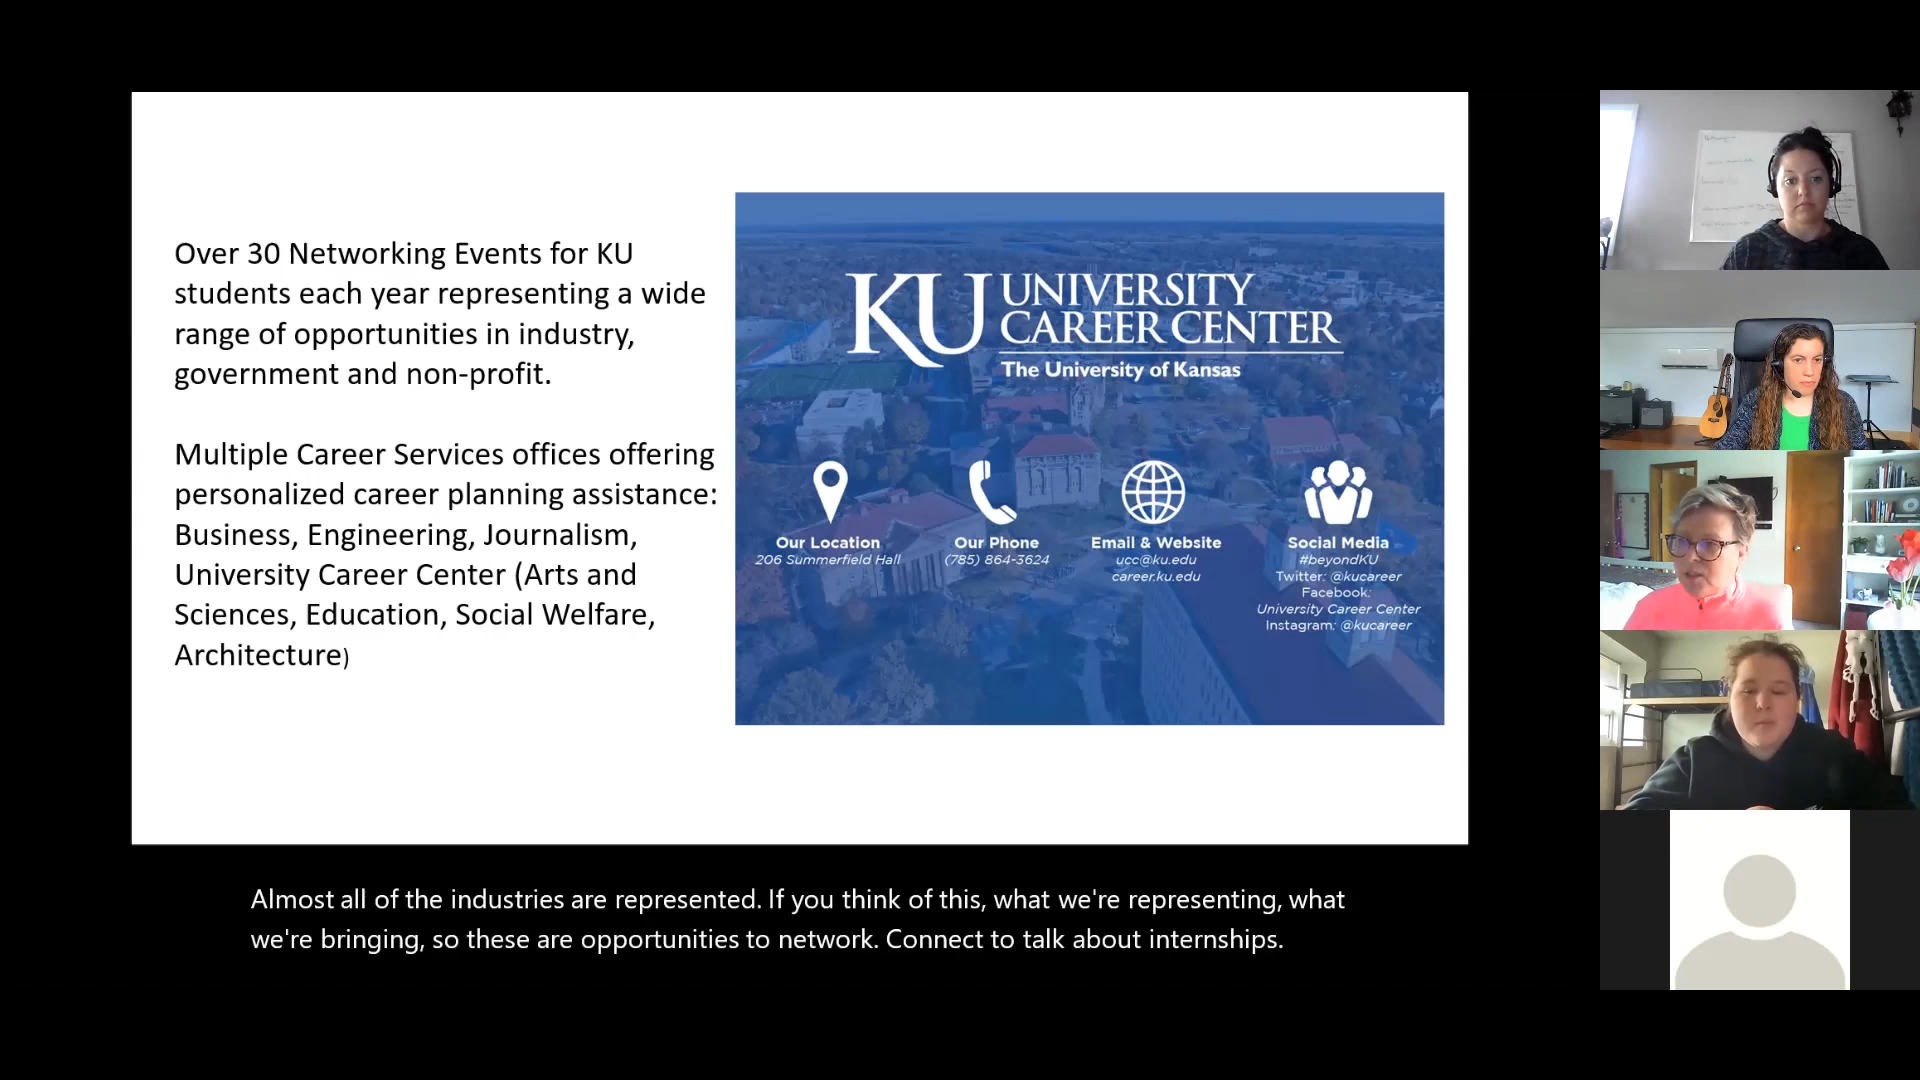 Over 30 Networking Events for KU
students each year representing a wide
range of opportunities in industry,
government and non-profit.
Multiple Career Services offices offering
personalized career planning assistance:
Business, Engineering, Journalism,
University Career Center (Arts and
Sciences, Education, Social Welfare,
Architecture)
KU UNIVERSITY
CAREER CENTER
The University of Kansas
Our Location
206 Summerfield Hall
Our Phone
(785) 864-3624
Email & Website
ucc@ku.edu
career.ku.edu
Social Media
#beyondKU
Twitter: @kucareer
Facebook:
University Career Center
Instagram: @kucareer
Almost all of the industries are represented. If you think of this, what we're representing, what
we're bringing, so these are opportunities to network. Connect to talk about internships.